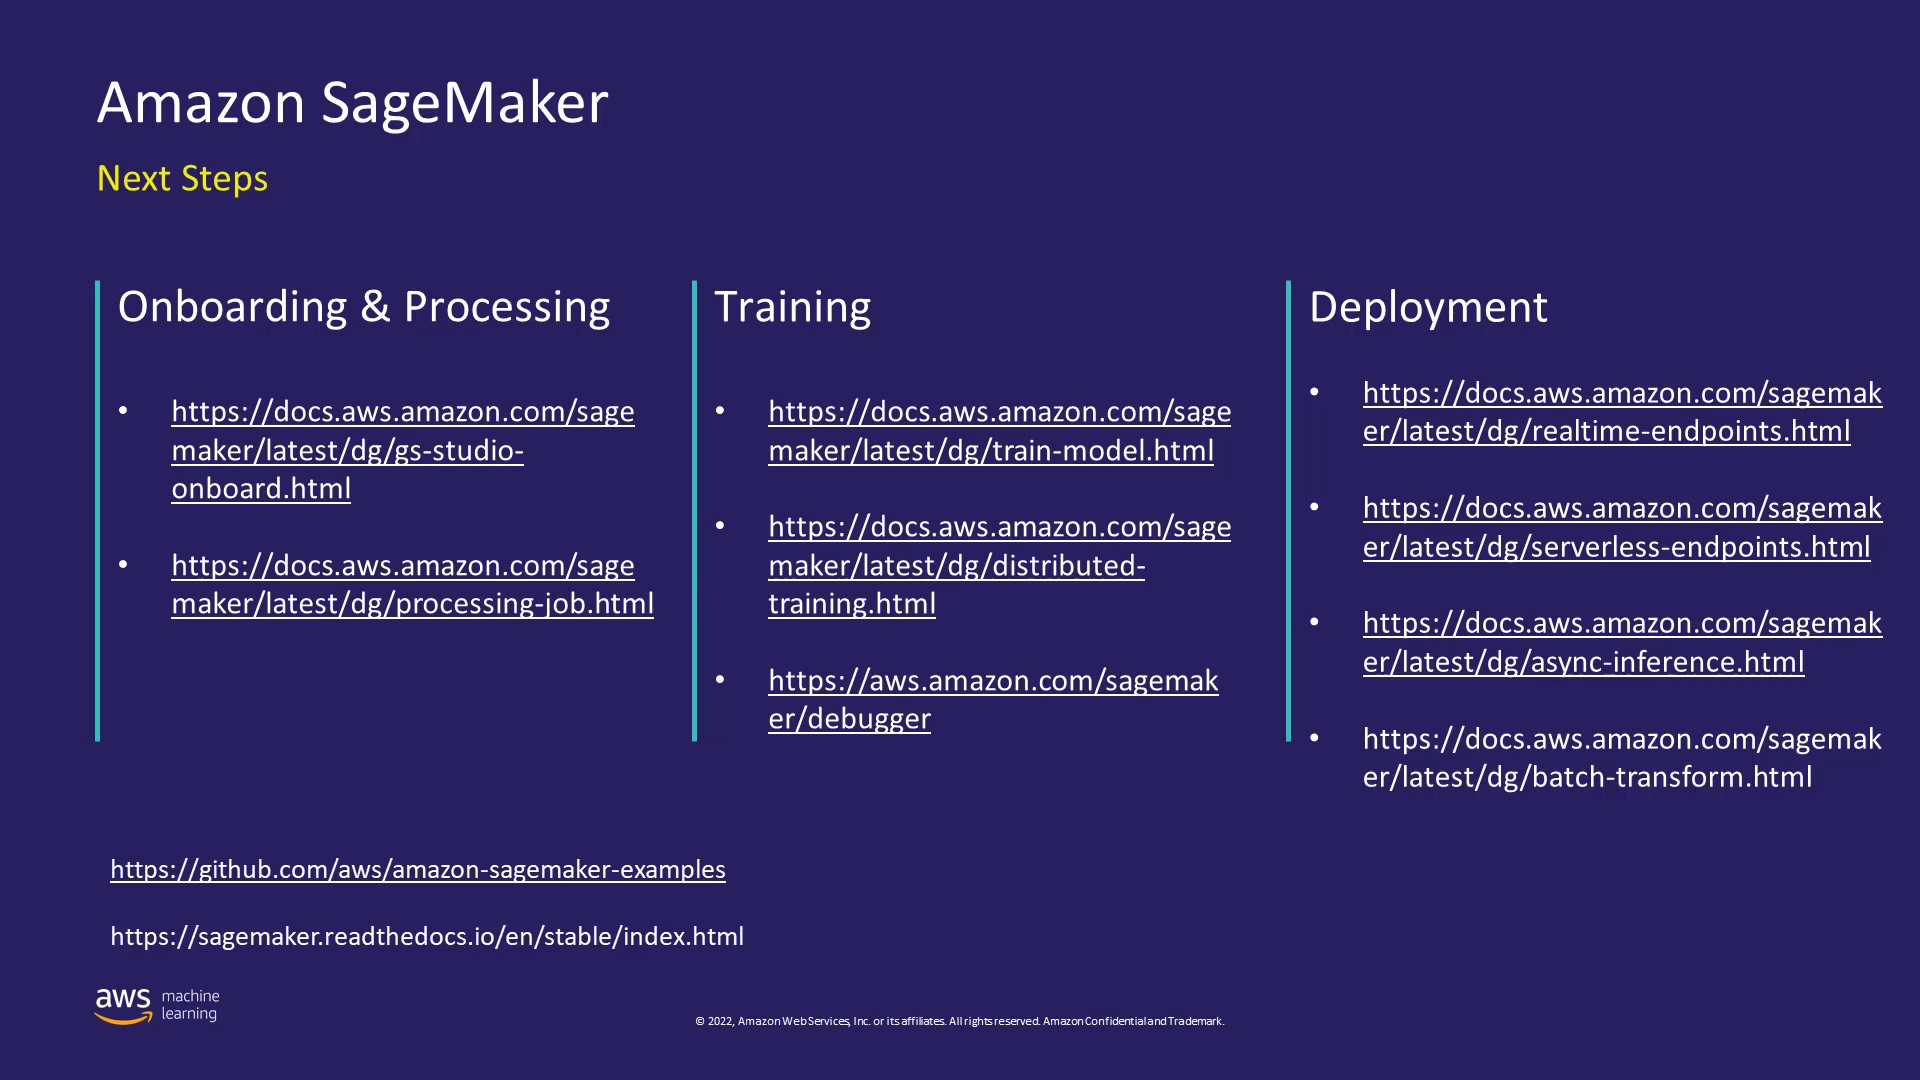 Amazon SageMaker
Next Steps
Onboarding & Processing
• https://docs.aws.amazon.com/sage
maker/latest/dg/gs-studio-
onboard.html
• https://docs.aws.amazon.com/sage
maker/latest/dg/processing-job.html
Training
• https://docs.aws.amazon.com/sage
maker/latest/dg/train-model.html
• https://docs.aws.amazon.com/sage
maker/latest/dg/distributed-
training.html
• https://aws.amazon.com/sagemak
er/debugger
Deployment
• https://docs.aws.amazon.com/sagemak
er/latest/dg/realtime-endpoints.html
• https://docs.aws.amazon.com/sagemak
er/latest/dg/serverless-endpoints.html
• https://docs.aws.amazon.com/sagemak
er/latest/dg/async-inference.html
• https://docs.aws.amazon.com/sagemak
er/latest/dg/batch-transform.html
https://github.com/aws/amazon-sagemaker-examples
https://sagemaker.readthedocs.io/en/stable/index.html
aws machine
learning
© 2022, Amazon Web Services, Inc. or its affiliates. All rights reserved. Amazon Confidential and Trademark.